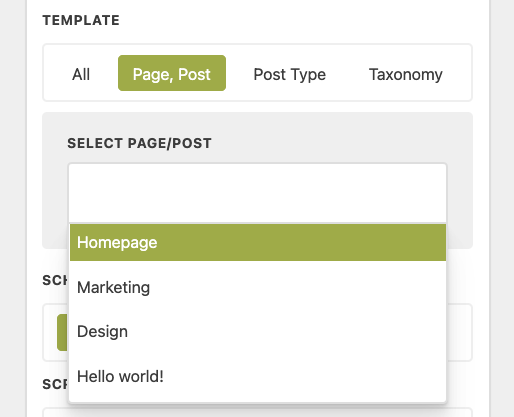 TEMPLATE
All Page, Post Post Type Taxonomy
SELECT PAGE/POST
Homepage
Marketing
Design
Hello world!